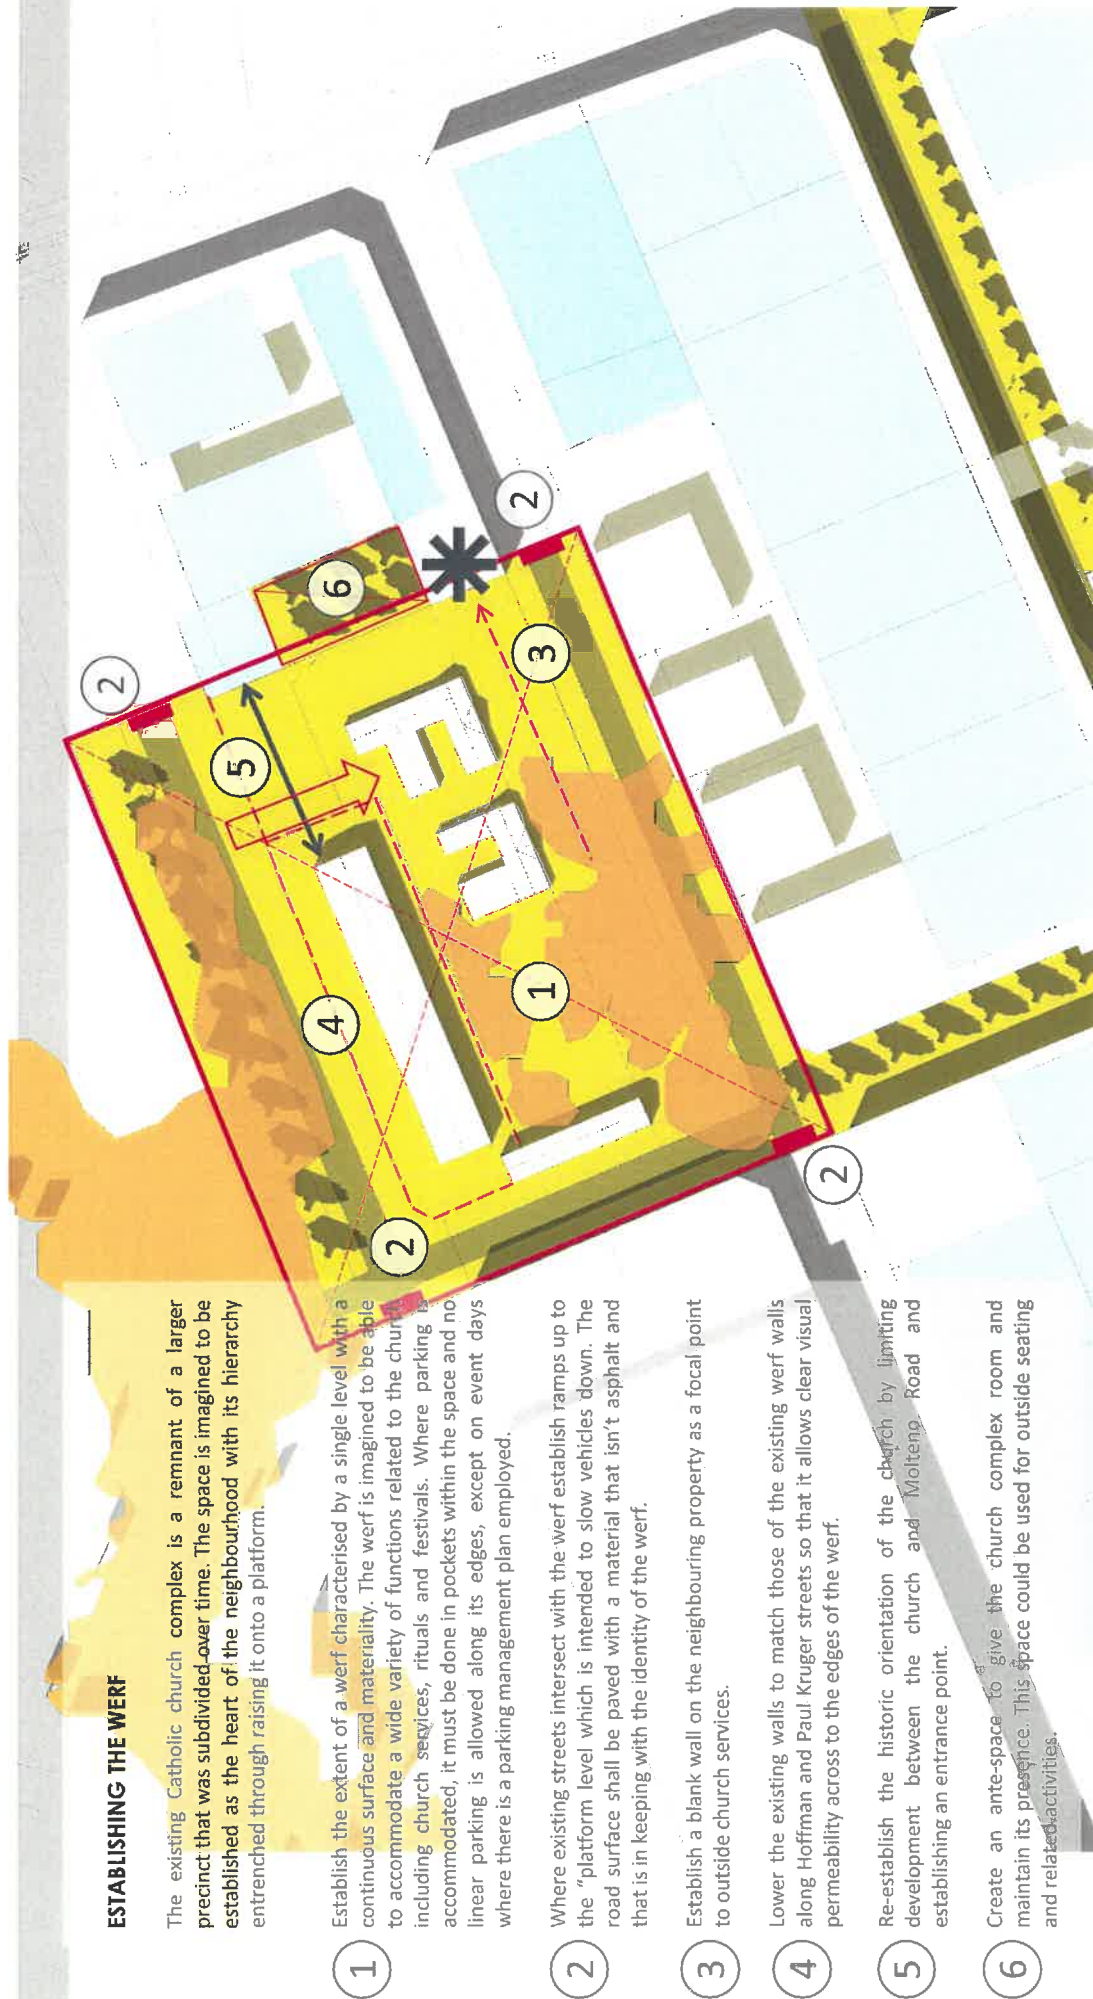 ESTABLISHING THE WERF
The existing Catholic church complex is a remnant of a larger
precinct that was subdivided over time. The space is imagined to be
established as the heart of the neighbourhood with its hierarchy
entrenched through raising it onto a platform.
1
Establish the extent of a werf characterised by a single level with a
continuous surface and materiality. The werf is imagined to be able
to accommodate a wide variety of functions related to the church
including church services, rituals and festivals. Where parking is
accommodated, it must be done in pockets within the space and no
linear parking is allowed along its edges, except on event days
where there is a parking management plan employed.
2
Where existing streets intersect with the werf establish ramps up to
the "platform level which is intended to slow vehicles down. The
road surface shall be paved with a material that isn't asphalt and
that is in keeping with the identity of the werf.
3
Establish a blank wall on the neighbouring property as a focal point
to outside church services.
4
Lower the existing walls to match those of the existing werf walls
along Hoffman and Paul Kruger streets so that it allows clear visual
permeability across to the edges of the werf.
5
Re-establish the historic orientation of the church by limiting
development between the church and Molteno Road and
establishing an entrance point.
6
Create an ante-space to give the church complex room and
maintain its presence. This space could be used for outside seating
and related activities.
2
5
6
2
4
3
1
2
2